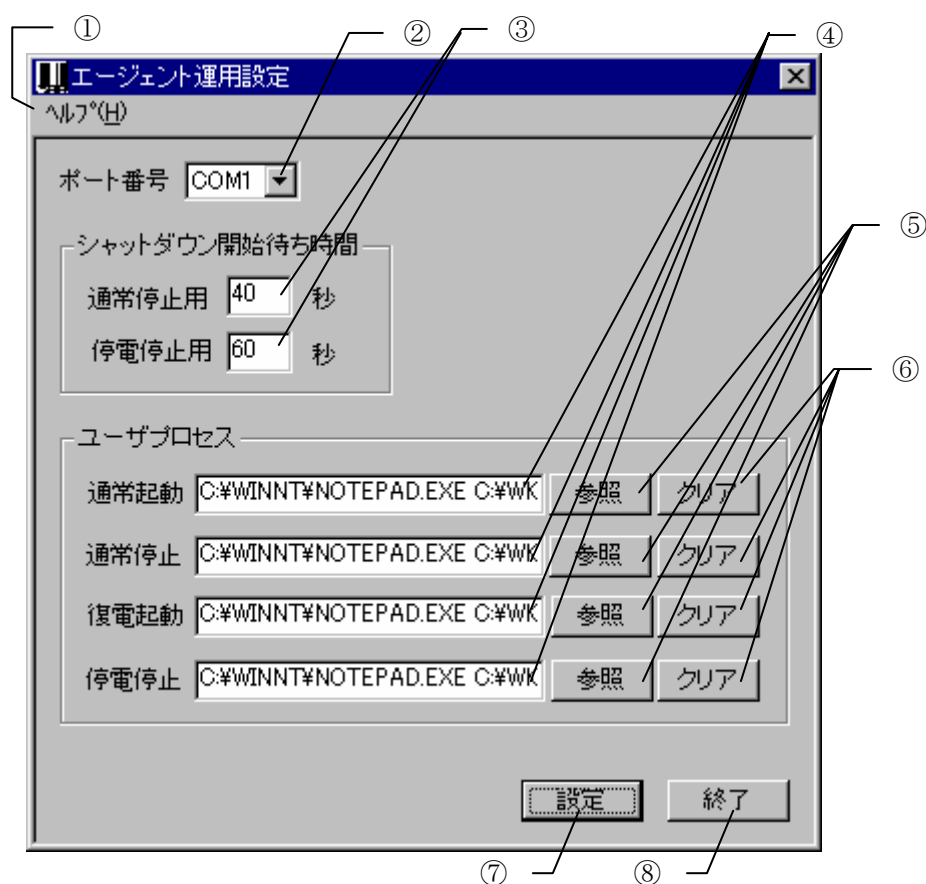 ① ② ③ ④
エージェント運用設定
ヘルプ(H)
ポート番号 COM1
⑤
シャットダウン開始待ち時間
通常停止用 40 秒
停電停止用 60 秒
⑥
ユーザプロセス
通常起動 C:¥WINNT¥NOTEPAD.EXE C:¥WK 参照 クリア
通常停止 C:¥WINNT¥NOTEPAD.EXE C:¥WK 参照 クリア
復電起動 C:¥WINNT¥NOTEPAD.EXE C:¥WK 参照 クリア
停電停止 C:¥WINNT¥NOTEPAD.EXE C:¥WK 参照 クリア
設定 終了
⑦ ⑧